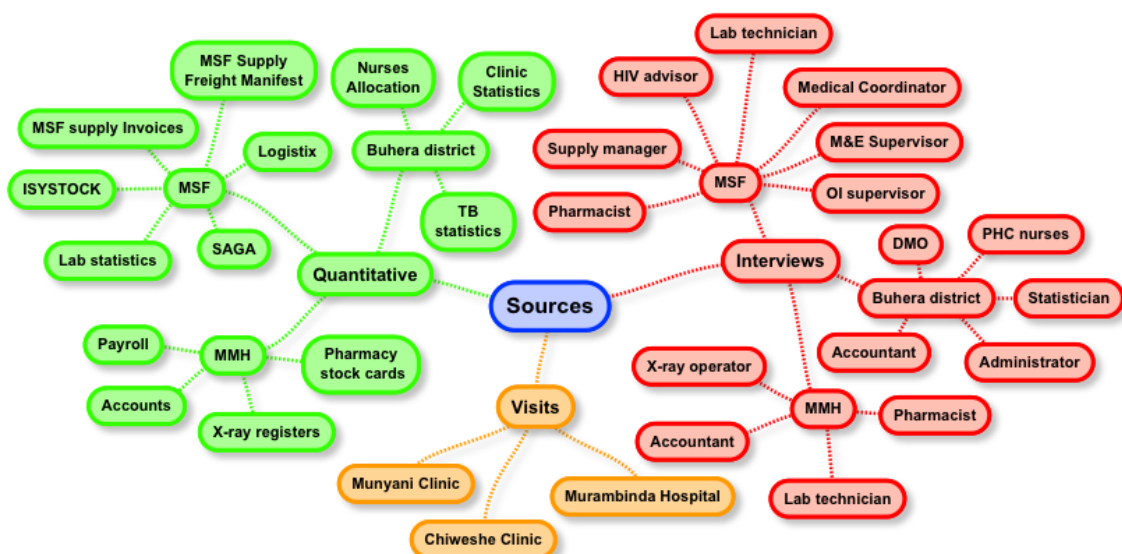 Lab technician
MSF Supply
Freight Manifest
Nurses
Allocation
Clinic
Statistics
HIV advisor
Medical Coordinator
MSF supply Invoices
Logistix
Buhera district
Supply manager
M&E Supervisor
ISYSTOCK
MSF
MSF
OI supervisor
Pharmacist
TB
statistics
Lab statistics
SAGA
DMO
PHC nurses
Quantitative
Interviews
Sources
Buhera district
Statistician
Payroll
MMH
Pharmacy
stock cards
Accountant
Administrator
X-ray operator
Accounts
Visits
MMH
Pharmacist
X-ray registers
Accountant
Munyani Clinic
Murambinda Hospital
Lab technician
Chiweshe Clinic